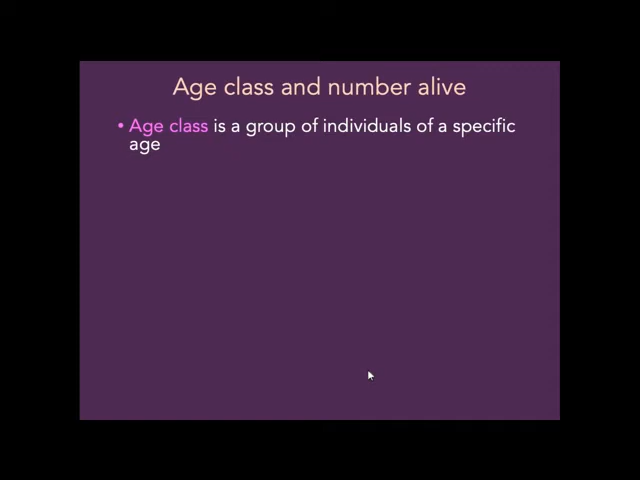 Age class and number alive
• Age class is a group of individuals of a specific
age